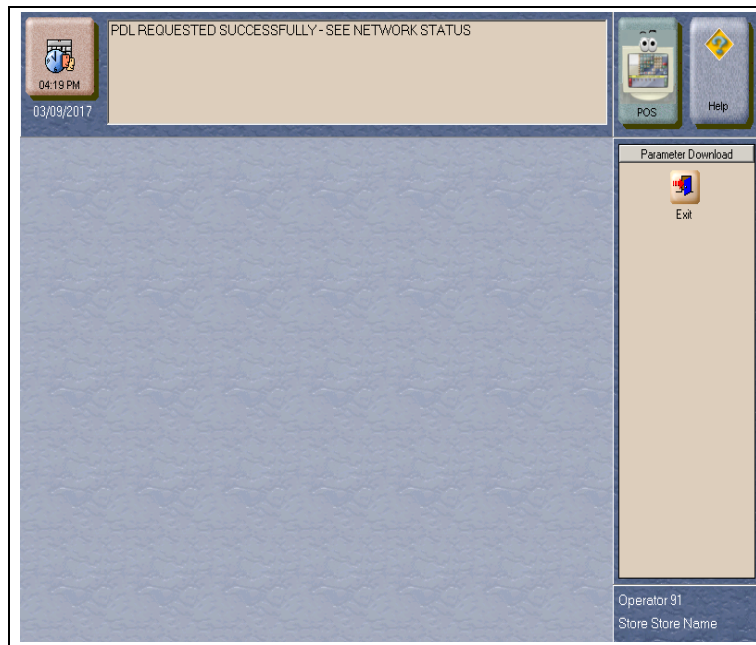 PDL REQUESTED SUCCESSFULLY - SEE NETWORK STATUS
04:19 PM
03/09/2017
POS
Help
Parameter Download
Exit
Operator 91
Store Store Name